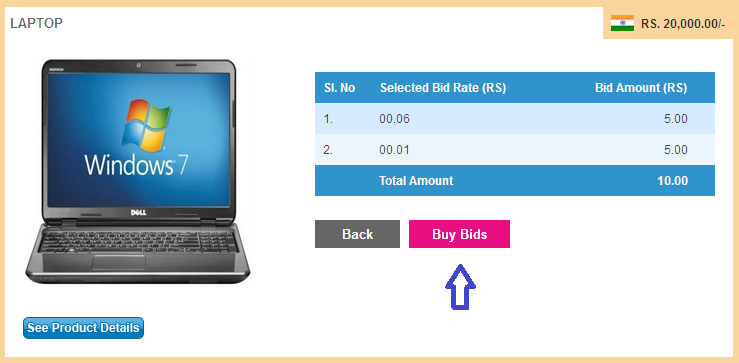 LAPTOP
RS. 20,000.00/-
Windows 7
DELL
Sl. No Selected Bid Rate (RS) Bid Amount (RS)
1. 00.06 5.00
2. 00.01 5.00
Total Amount 10.00
Back Buy Bids
See Product Details